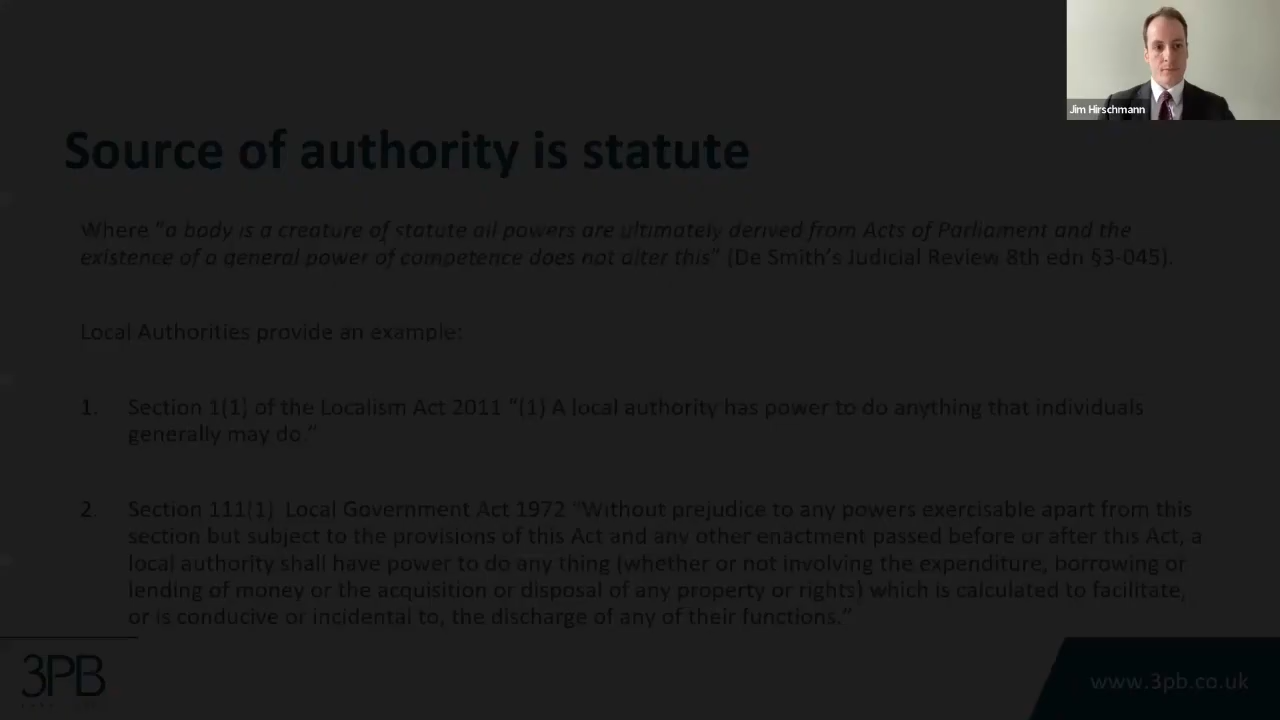 Jim Hirschmann
Source of authority is statute
Where “a body is a creature of statute all powers are ultimately derived from Acts of Parliament and the
existence of a general power of competence does not alter this” (De Smith’s Judicial Review 8th edn §3-045).
Local Authorities provide an example:
1. Section 1(1) of the Localism Act 2011 “(1) A local authority has power to do anything that individuals
generally may do.”
2. Section 111(1) Local Government Act 1972 “Without prejudice to any powers exercisable apart from this
section but subject to the provisions of this Act and any other enactment passed before or after this Act, a
local authority shall have power to do any thing (whether or not involving the expenditure, borrowing or
lending of money or the acquisition or disposal of any property or rights) which is calculated to facilitate,
or is conducive or incidental to, the discharge of any of their functions.”
3PB
www.3pb.co.uk